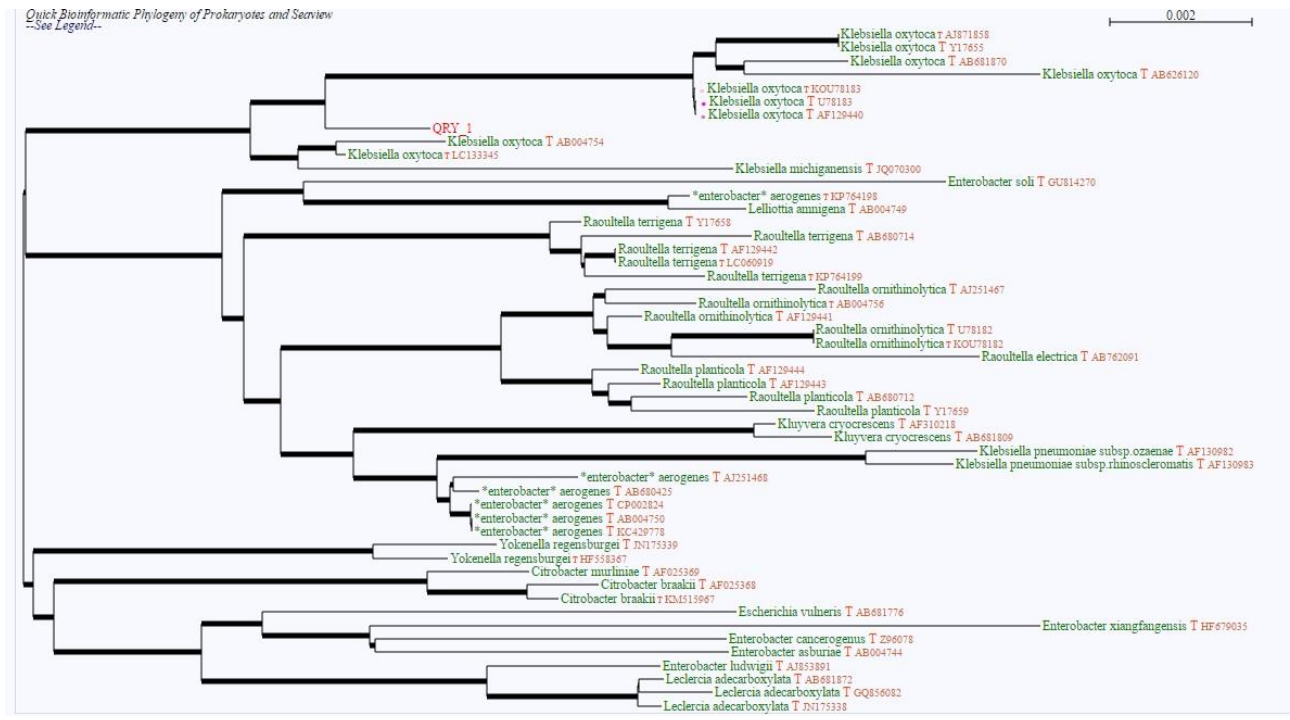 Quick Bioinformatic Phylogeny of Prokaryotes and Seaview
--See Legend--
0.002
Klebsiella oxytoca T AJ871858
Klebsiella oxytoca T Y17655
Klebsiella oxytoca T AB681870
Klebsiella oxytoca T AB626120
Klebsiella oxytoca T KOU78183
Klebsiella oxytoca T U78183
Klebsiella oxytoca T AF129440
QRY_1
Klebsiella oxytoca T AB004754
Klebsiella oxytoca T LC133345
Klebsiella michiganensis T JQ070300
Enterobacter soli T GU814270
*enterobacter* aerogenes T KP764198
Lelliottia amnigena T AB004749
Raoultella terrigena T Y17658
Raoultella terrigena T AB680714
Raoultella terrigena T AF129442
Raoultella terrigena T LC060919
Raoultella terrigena T KP764199
Raoultella ornithinolytica T AJ251467
Raoultella ornithinolytica T AB004756
Raoultella ornithinolytica T AF129441
Raoultella ornithinolytica T U78182
Raoultella ornithinolytica T KOU78182
Raoultella electrica T AB762091
Raoultella planticola T AF129444
Raoultella planticola T AF129443
Raoultella planticola T AB680712
Raoultella planticola T Y17659
Kluyvera cryocrescens T AF310218
Kluyvera cryocrescens T AB681809
Klebsiella pneumoniae subsp.ozaenae T AF130982
Klebsiella pneumoniae subsp.rhinoscleromatis T AF130983
*enterobacter* aerogenes T AJ251468
*enterobacter* aerogenes T AB680425
*enterobacter* aerogenes T CP002824
*enterobacter* aerogenes T AB004750
*enterobacter* aerogenes T KC429778
Yokenella regensburgei T JN175339
Yokenella regensburgei T HF558367
Citrobacter murliniae T AF025369
Citrobacter braakii T AF025368
Citrobacter braakii T KM515967
Escherichia vulneris T AB681776
Enterobacter xiangfangensis T HF679035
Enterobacter cancerogenus T Z96078
Enterobacter asburiae T AB004744
Enterobacter ludwigii T AJ853891
Leclercia adecarboxylata T AB681872
Leclercia adecarboxylata T GQ856082
Leclercia adecarboxylata T JN175338